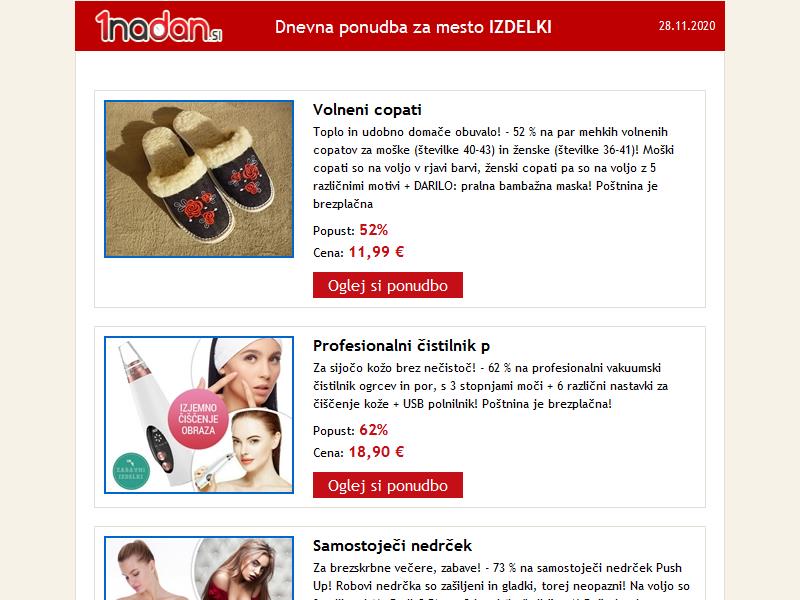 1nadan.si
Dnevna ponudba za mesto IZDELKI
28.11.2020
Volneni copati
Toplo in udobno domače obuvalo! - 52 % na par mehkih volnenih
copatov za moške (številke 40-43) in ženske (številke 36-41)! Moški
copati so na voljo v rjavi barvi, ženski copati pa so na voljo z 5
različnimi motivi + DARILO: pralna bambažna maska! Poštnina je
brezplačna
Popust: 52%
Cena: 11,99 €
Oglej si ponudbo
IZJEMNO
ČIŠČENJE
OBRAZA
ZABAVNI
IZDELKI
Profesionalni čistilnik p
Za sijočo kožo brez nečistoč! - 62 % na profesionalni vakuumski
čistilnik ogrcev in por, s 3 stopnjami moči + 6 različni nastavki za
čiščenje kože + USB polnilnik! Poštnina je brezplačna!
Popust: 62%
Cena: 18,90 €
Oglej si ponudbo
Samostoječi nedrček
Za brezskrbne večere, zabave! - 73 % na samostoječi nedrček Push
Up! Robovi nedrčka so zašiljeni in gladki, torej neopazni! Na voljo so